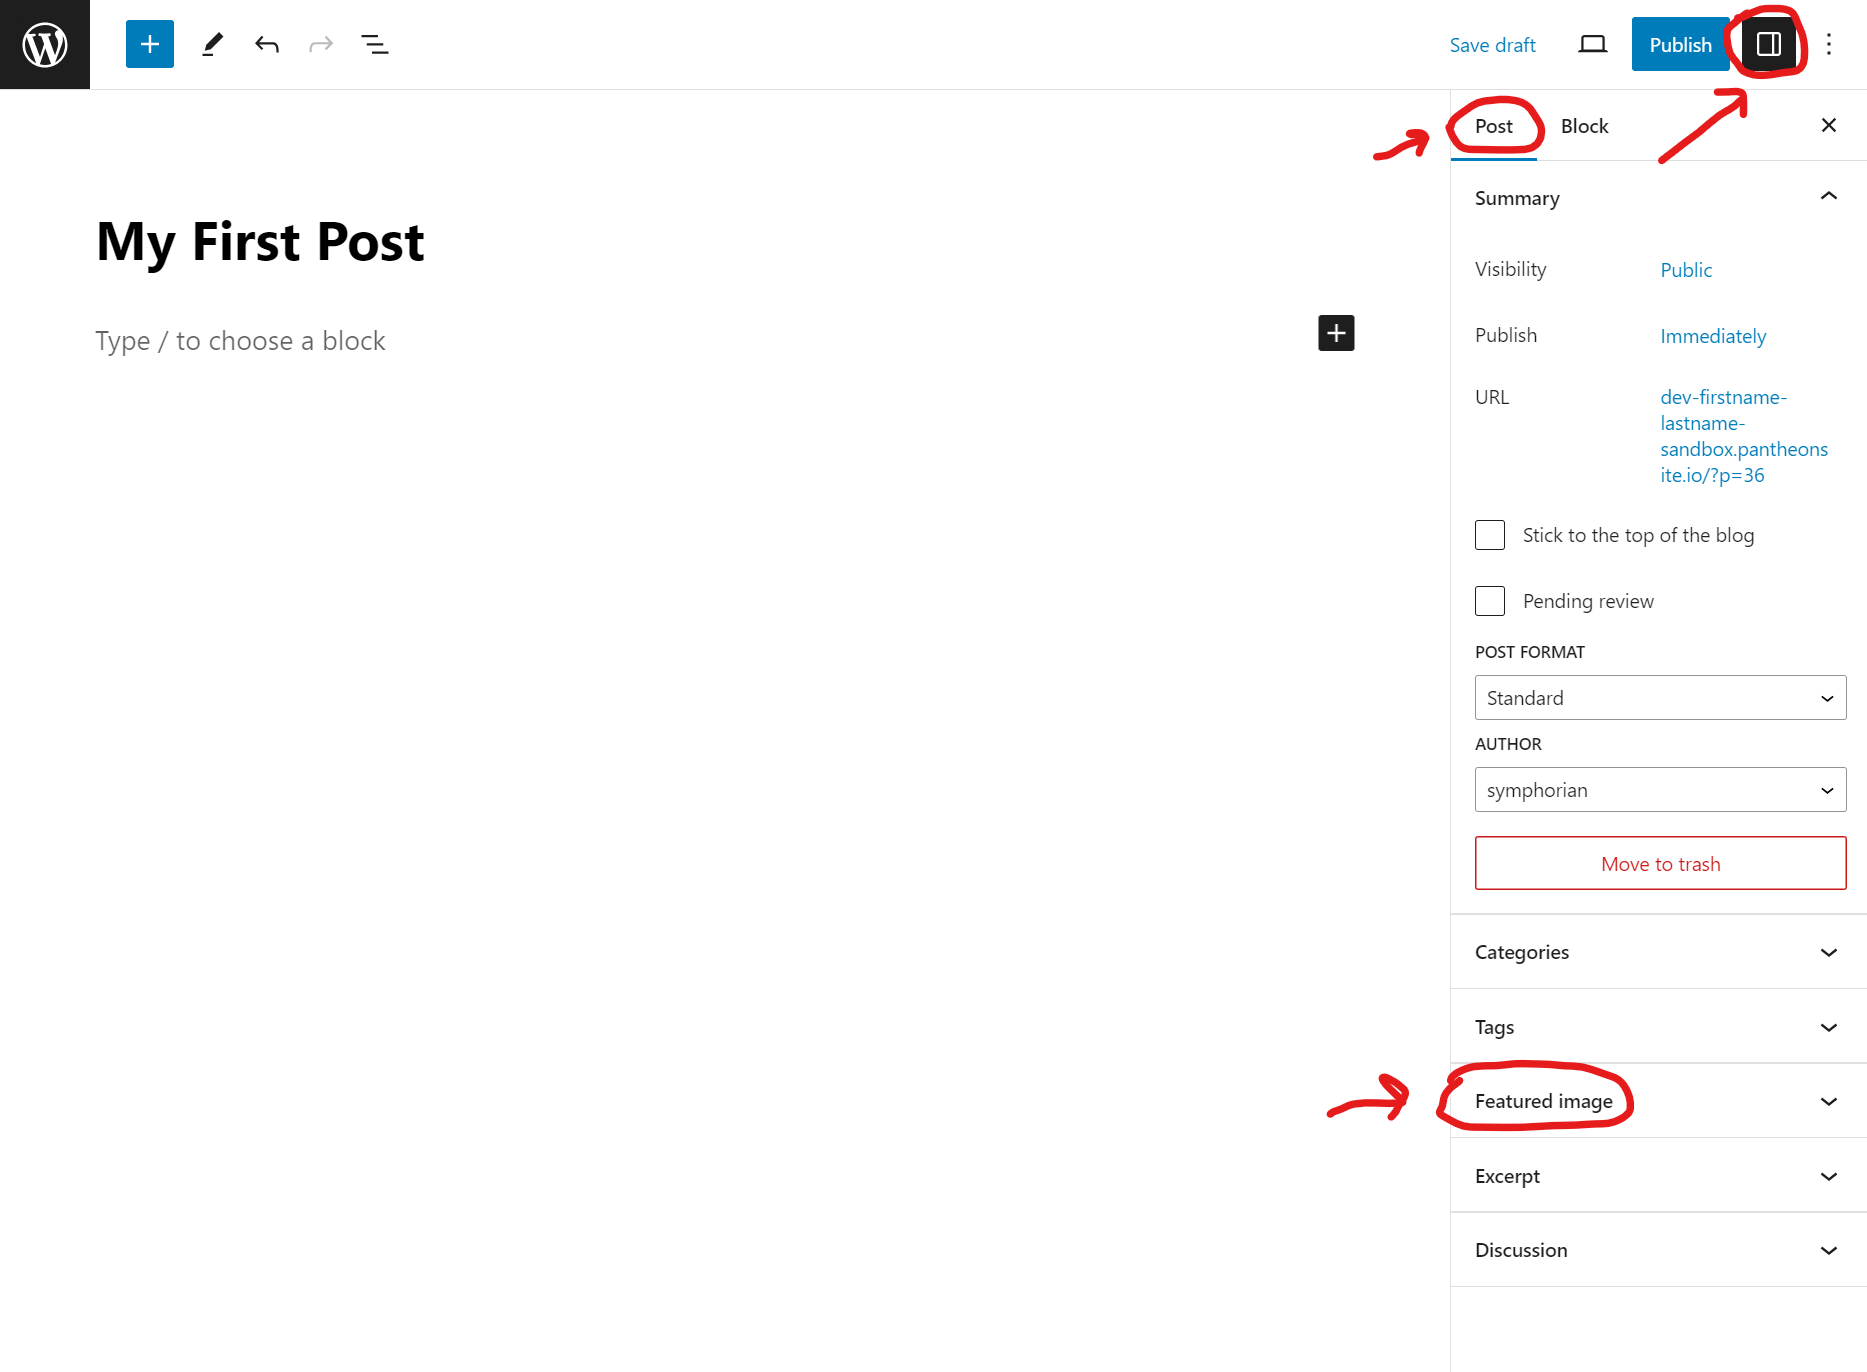 Save draft
Publish
Post Block
My First Post
Type / to choose a block
Summary
Visibility Public
Publish Immediately
URL dev-firstname-
lastname-
sandbox.pantheons
ite.io/?p=36
Stick to the top of the blog
Pending review
POST FORMAT
Standard
AUTHOR
symphorian
Move to trash
Categories
Tags
Featured image
Excerpt
Discussion